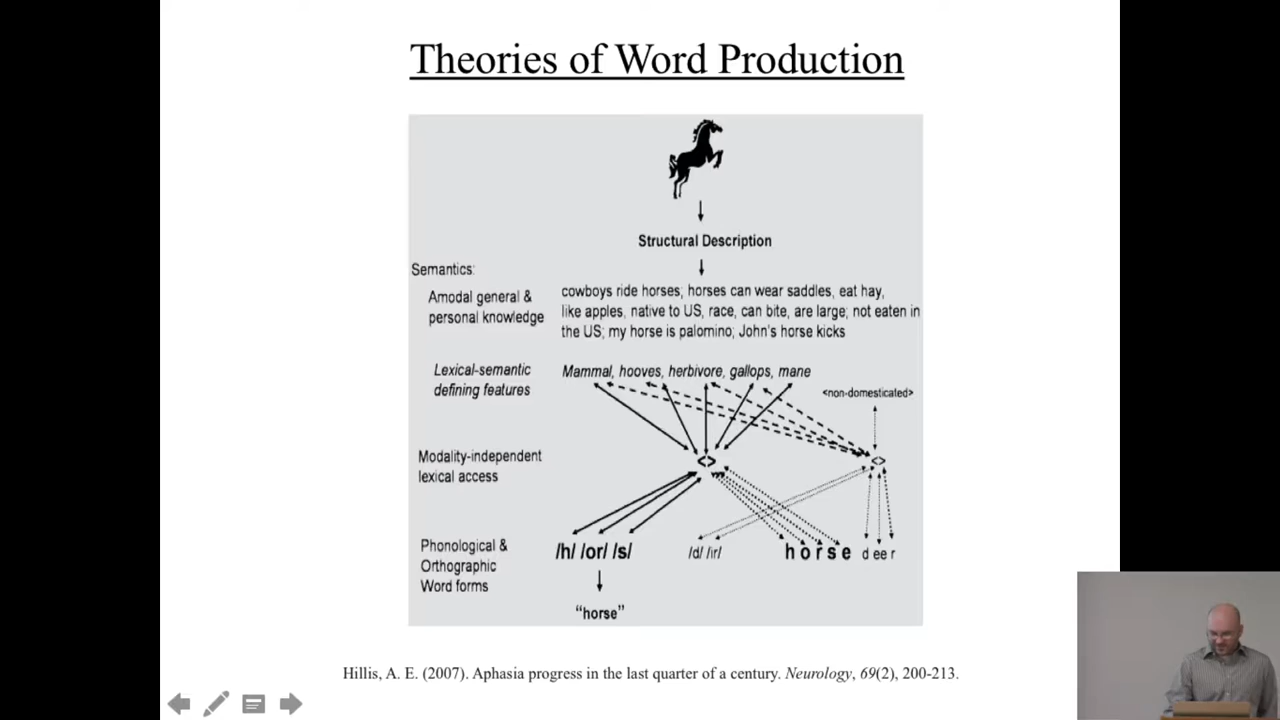 Theories of Word Production
Structural Description
Semantics:
Amodal general &
personal knowledge
cowboys ride horses; horses can wear saddles, eat hay,
like apples, native to US, race, can bite, are large; not eaten in
the US; my horse is palomino; John's horse kicks
Lexical-semantic
defining features
Mammal, hooves, herbivore, gallops, mane
<non-domesticated>
Modality-independent
lexical access
<>
<>
Phonological &
Orthographic
Word forms
/h/ /or/ /s/
/d/ /ir/
h o r s e
d ee r
"horse"
Hillis, A. E. (2007). Aphasia progress in the last quarter of a century. Neurology, 69(2), 200-213.